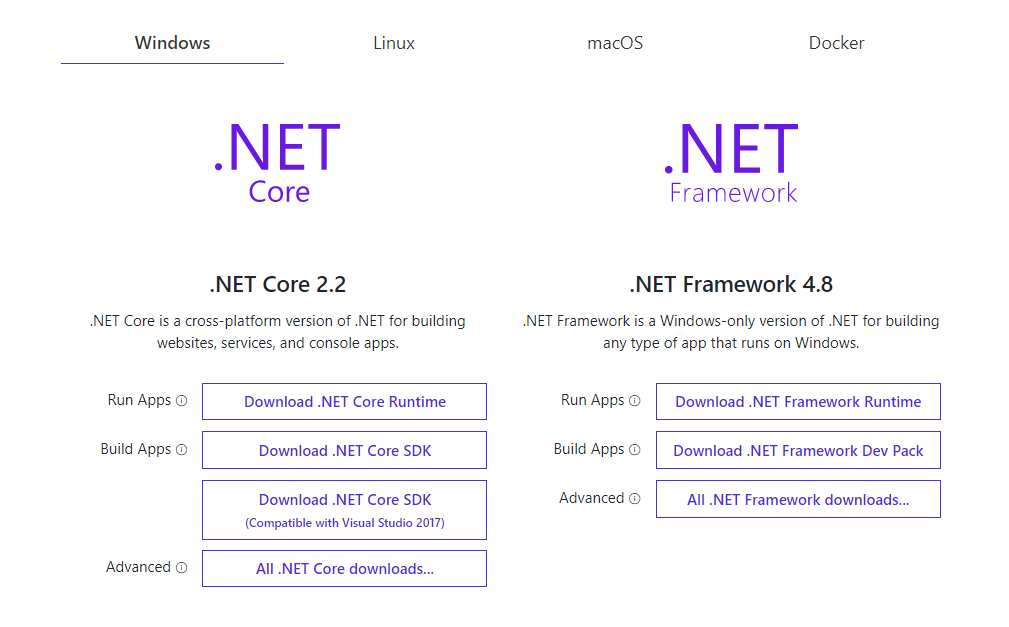 Windows
Linux
macOS
Docker
.NET
Core
.NET Core 2.2
.NET Core is a cross-platform version of .NET for building
websites, services, and console apps.
Run Apps
Download .NET Core Runtime
Build Apps
Download .NET Core SDK
Download .NET Core SDK
(Compatible with Visual Studio 2017)
Advanced
All .NET Core downloads...
.NET
Framework
.NET Framework 4.8
.NET Framework is a Windows-only version of .NET for building
any type of app that runs on Windows.
Run Apps
Download .NET Framework Runtime
Build Apps
Download .NET Framework Dev Pack
Advanced
All .NET Framework downloads...